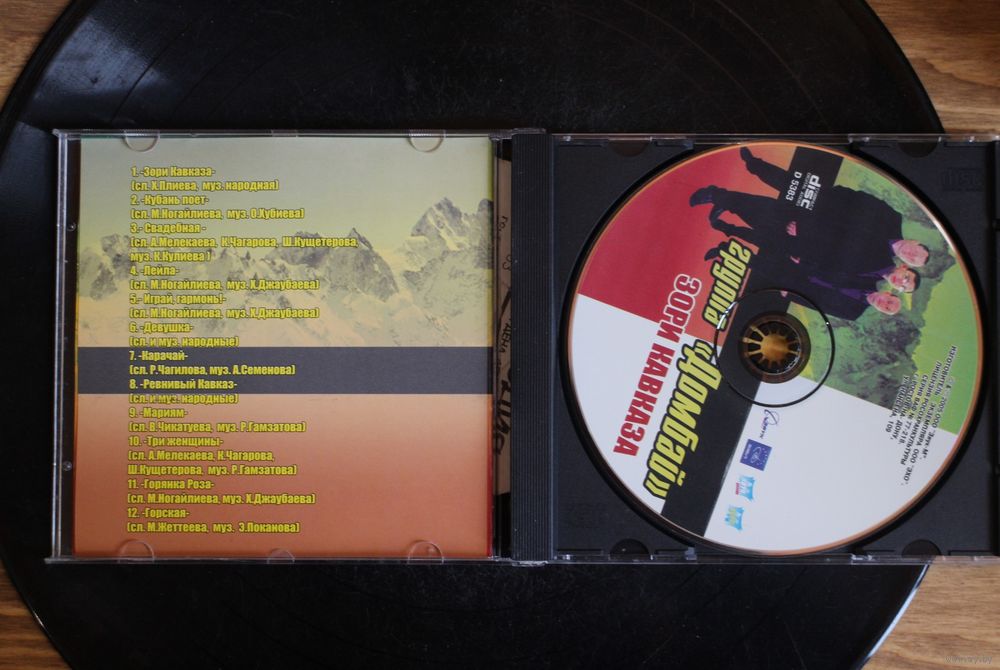 1. -Зори Кавказа-
(сл. Х.Плиева, муз. народная)
2. -Кубань поет-
(сл. М.Ногайлиева, муз. О.Хубиева)
3.- Свадебная -
(сл. А.Мелекаева, К.Чагарова, Ш.Кущетерова,
муз. К.Кулиева )
4. -Лейла-
(сл. М.Ногайлиева, муз. Х.Джаубаева)
5.- Играй, гармонь!-
(сл. М.Ногайлиева, муз. Х.Джаубаева)
6. -Девушка-
(сл. и муз. народные)
7. -Карачай-
(сл. Р.Чагилова, муз. А.Семенова)
8. -Ревнивый Кавказ-
(сл. и муз. народные)
9. -Мариям-
(сл. В.Чикатуева, муз. Р.Гамзатова)
10. -Три женщины-
(сл. А.Мелекаева, К.Чагарова,
Ш.Кущетерова, муз. Р.Гамзатова)
11. -Горянка Роза-
(сл. М.Ногайлиева, муз. Х.Джаубаева)
12. -Горская-
(сл. М.Жеттеева, муз. Э.Поканова)
disc
D 5383
группа «Домбай»
ЗОРИ КАВКАЗА